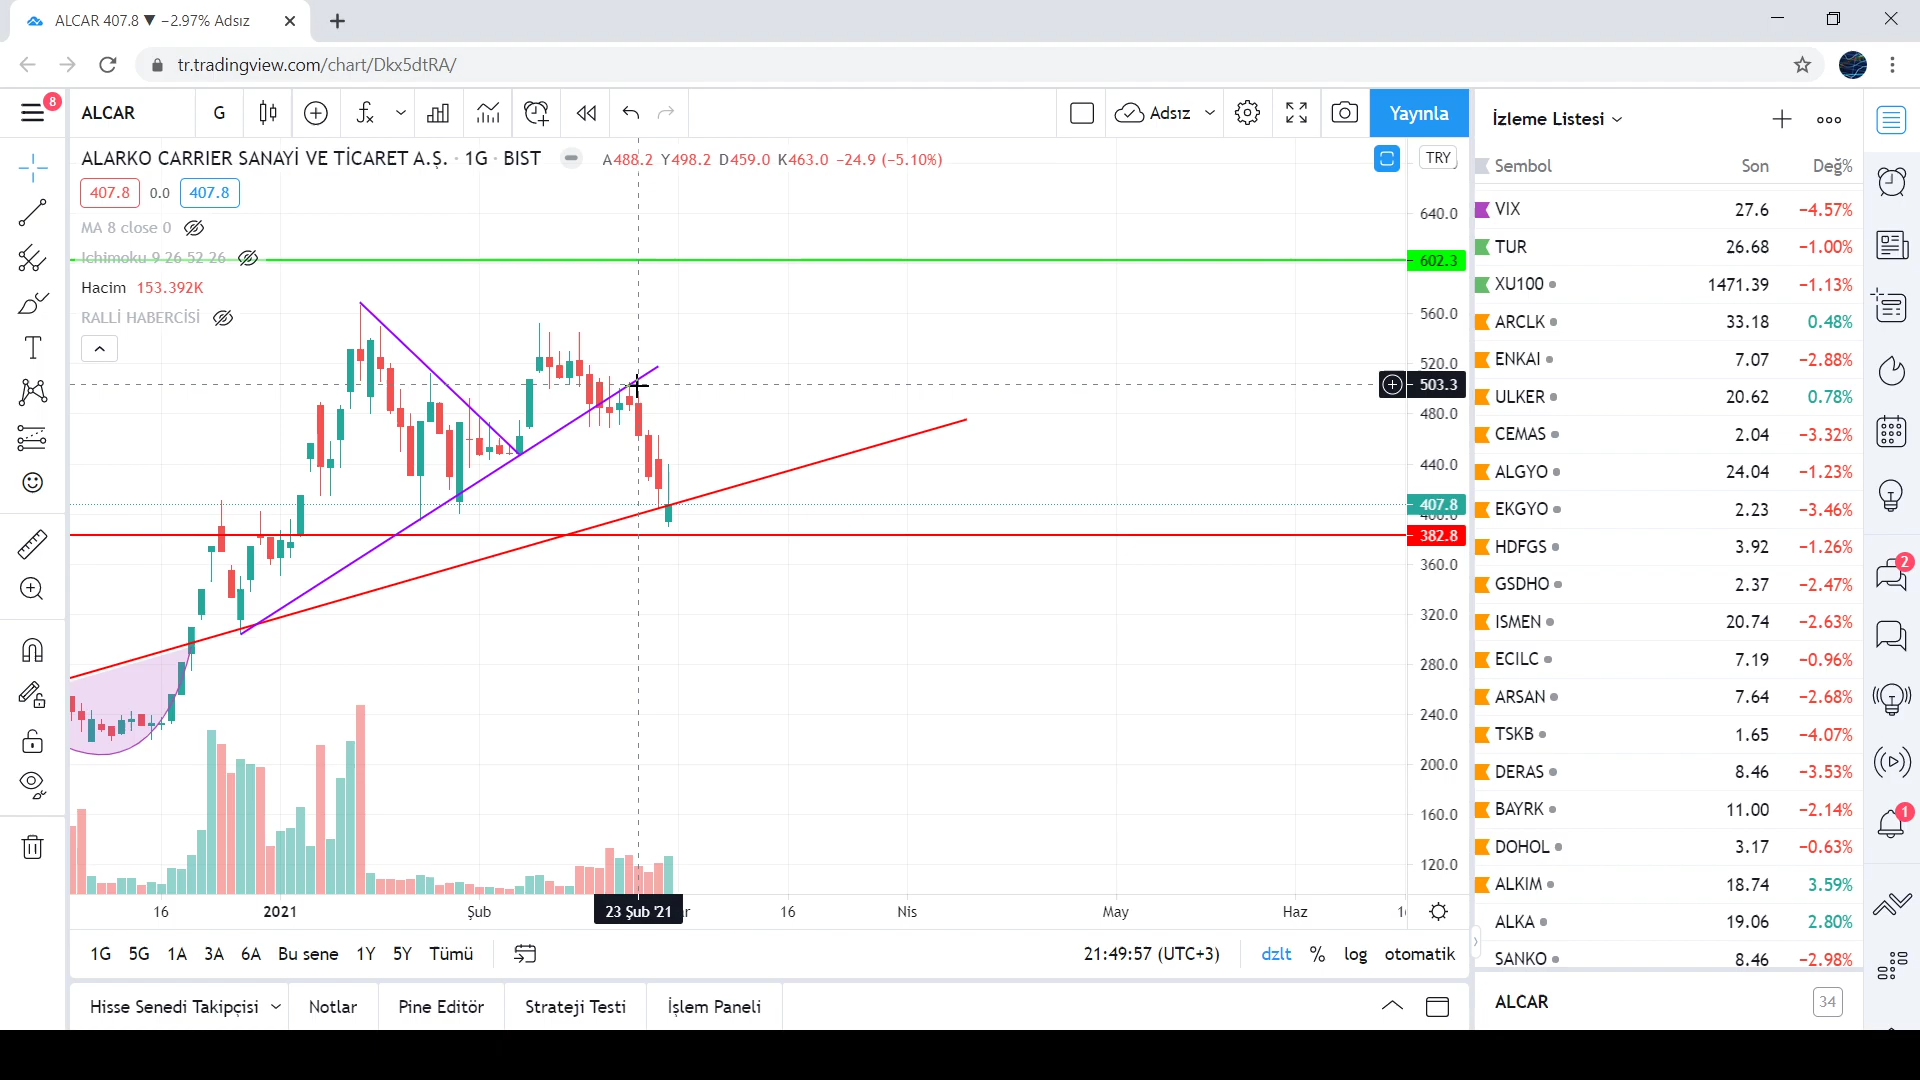 ALCAR 407.8 ▼ −2.97% Adsız
tr.tradingview.com/chart/Dkx5dtRA/
8
ALCAR
G
Adsız
Yayınla
İzleme Listesi
ALARKO CARRIER SANAYİ VE TİCARET A.Ş. · 1G · BIST
A488.2 Y498.2 D459.0 K463.0 −24.9 (−5.10%)
TRY
407.8 0.0 407.8
MA 8 close 0
Ichimoku 9 26 52 26
Hacim 153.392K
RALLİ HABERCİSİ
640.0
602.3
560.0
520.0
503.3
480.0
440.0
407.8
400.0
382.8
360.0
320.0
280.0
240.0
200.0
160.0
120.0
16
2021
Şub
23 Şub '21
16
Nis
May
Haz
1G
5G
1A
3A
6A
Bu sene
1Y
5Y
Tümü
21:49:57 (UTC+3)
dzlt
%
log
otomatik
Hisse Senedi Takipçisi
Notlar
Pine Editör
Strateji Testi
İşlem Paneli
Sembol Son Değ%
VIX 27.6 −4.57%
TUR 26.68 −1.00%
XU100 1471.39 −1.13%
ARCLK 33.18 0.48%
ENKAI 7.07 −2.88%
ULKER 20.62 0.78%
CEMAS 2.04 −3.32%
ALGYO 24.04 −1.23%
EKGYO 2.23 −3.46%
HDFGS 3.92 −1.26%
GSDHO 2.37 −2.47%
ISMEN 20.74 −2.63%
ECILC 7.19 −0.96%
ARSAN 7.64 −2.68%
TSKB 1.65 −4.07%
DERAS 8.46 −3.53%
BAYRK 11.00 −2.14%
DOHOL 3.17 −0.63%
ALKIM 18.74 3.59%
ALKA 19.06 2.80%
SANKO 8.46 −2.98%
ALCAR 34
2
1